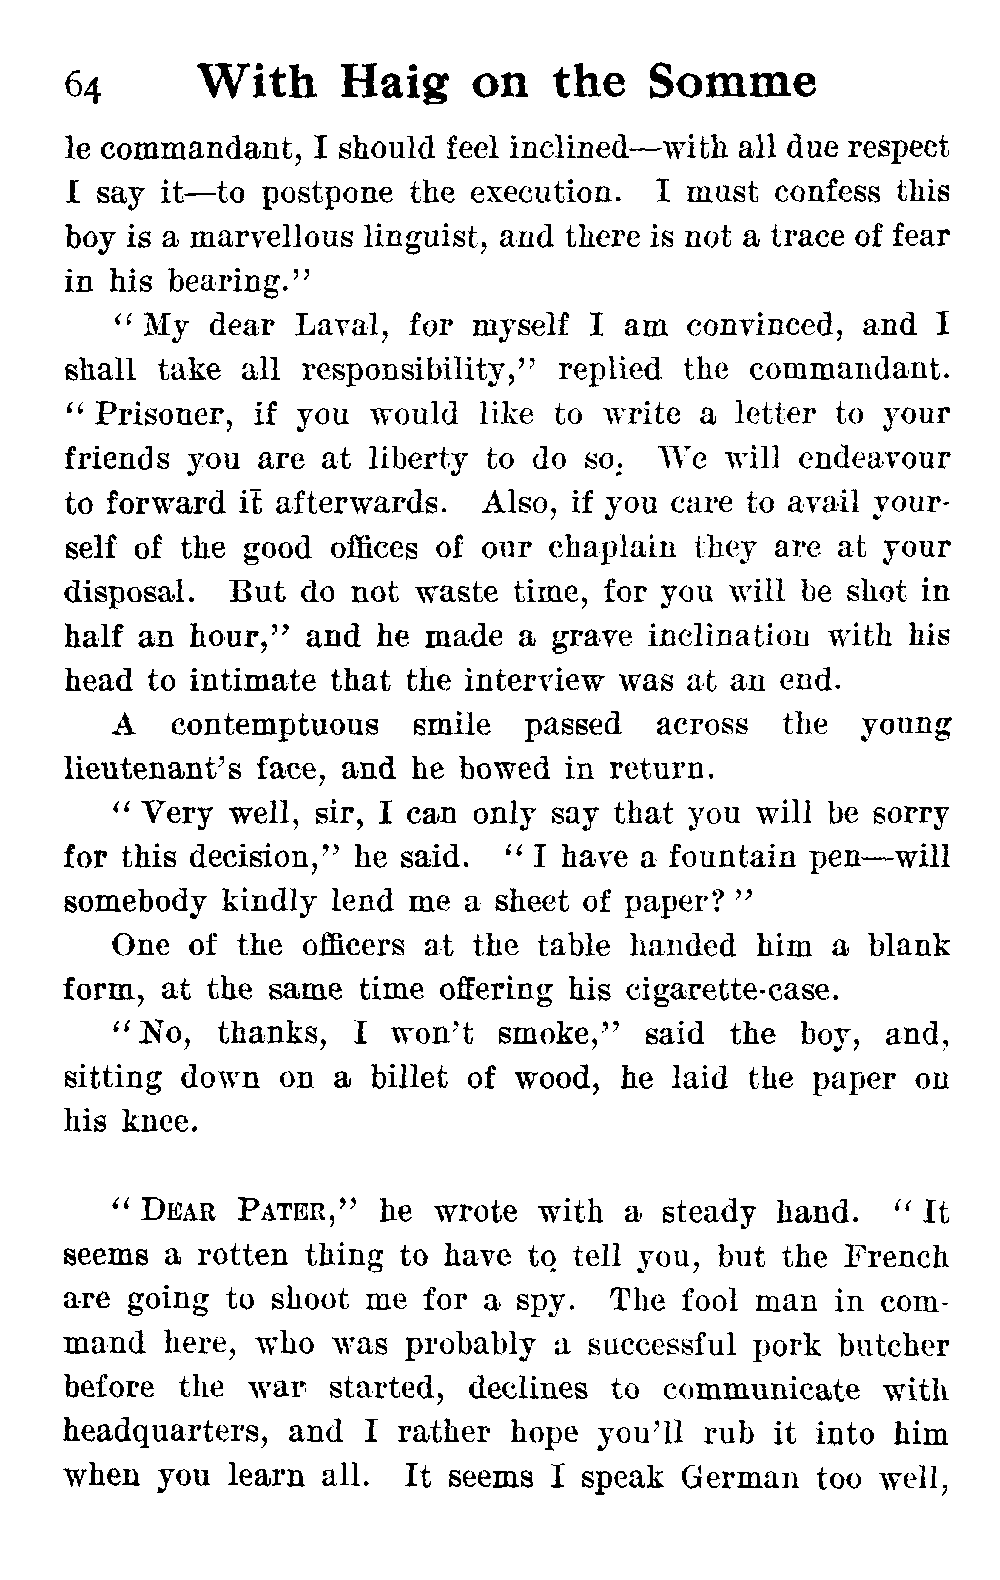 64 With Haig on the Somme
le commandant, I should feel inclined—with all due respect
I say it—to postpone the execution. I must confess this
boy is a marvellous linguist, and there is not a trace of fear
in his bearing."
"My dear Laval, for myself I am convinced, and I
shall take all responsibility," replied the commandant.
"Prisoner, if you would like to write a letter to your
friends you are at liberty to do so. We will endeavour
to forward it afterwards. Also, if you care to avail your-
self of the good offices of our chaplain they are at your
disposal. But do not waste time, for you will be shot in
half an hour," and he made a grave inclination with his
head to intimate that the interview was at an end.
A contemptuous smile passed across the young
lieutenant's face, and he bowed in return.
"Very well, sir, I can only say that you will be sorry
for this decision," he said. "I have a fountain pen—will
somebody kindly lend me a sheet of paper?"
One of the officers at the table handed him a blank
form, at the same time offering his cigarette-case.
"No, thanks, I won't smoke," said the boy, and,
sitting down on a billet of wood, he laid the paper on
his knee.
"DEAR PATER," he wrote with a steady hand. "It
seems a rotten thing to have to tell you, but the French
are going to shoot me for a spy. The fool man in com-
mand here, who was probably a successful pork butcher
before the war started, declines to communicate with
headquarters, and I rather hope you'll rub it into him
when you learn all. It seems I speak German too well,